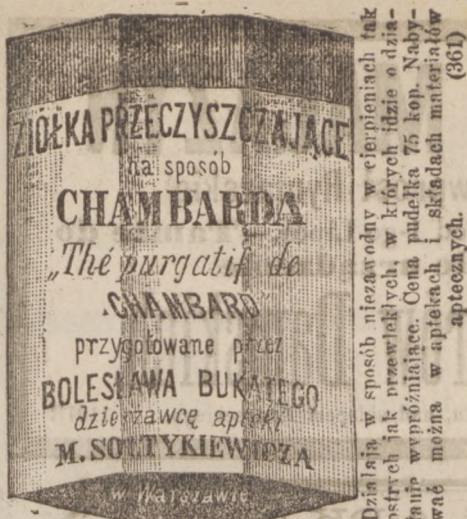 ZIÓŁKA PRZECZYSZCZAJĄCE
na sposób
CHAMBARDA
„Thé purgatif de
CHAMBARD”
przygotowane przez
BOLESŁAWA BUKATEGO
dzierżawcę apteki
M. SOŁTYKIEWICZA
w Warszawie
Działają w sposób niezawodny w cierpieniach tak
ostrych jak przewlekłych, w których idzie o dzia-
anie wypróżniające. Cena pudełka 75 kop. Naby-
wać można w aptekach i składach materiałów
aptecznych. (361)